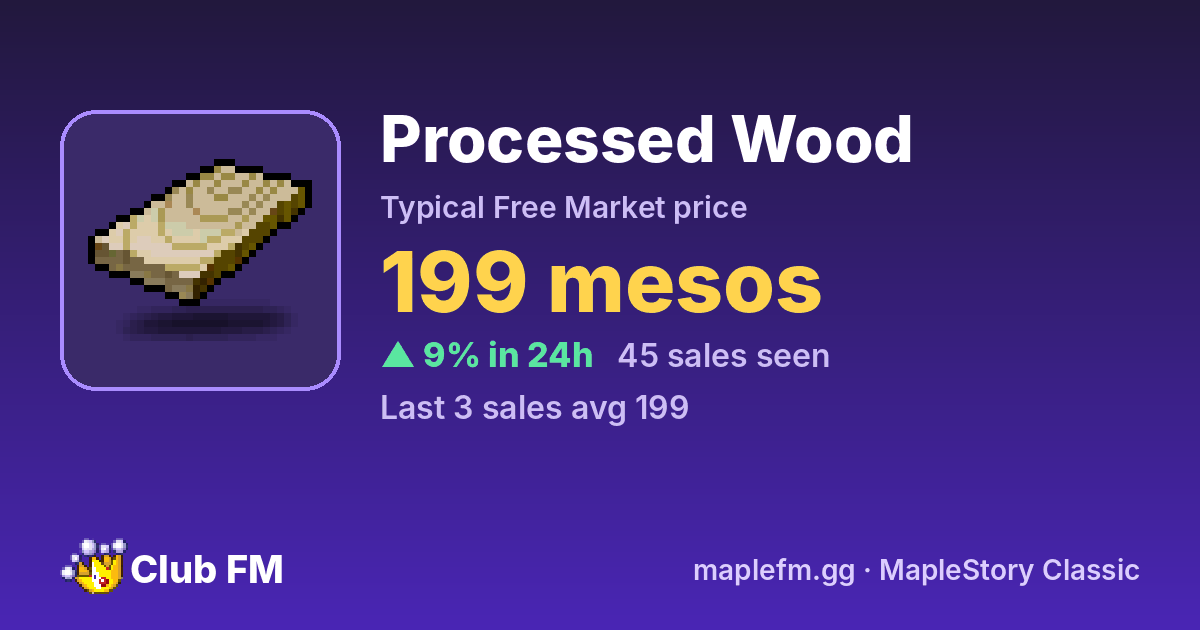 Processed Wood
Typical Free Market price
199 mesos
▲ 9% in 24h 45 sales seen
Last 3 sales avg 199
Club FM
maplefm.gg · MapleStory Classic